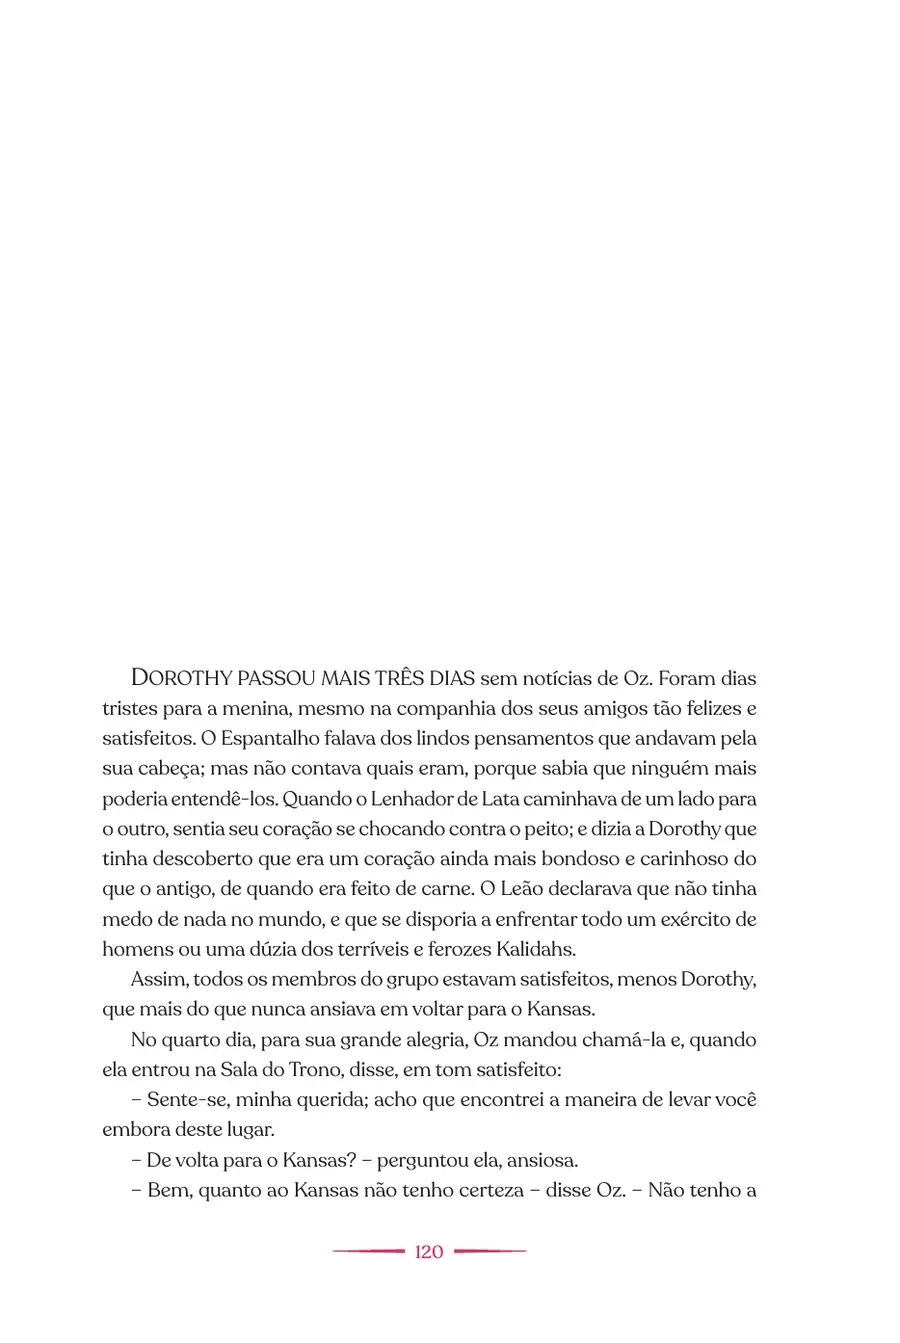 DOROTHY PASSOU MAIS TRÊS DIAS sem notícias de Oz. Foram dias
tristes para a menina, mesmo na companhia dos seus amigos tão felizes e
satisfeitos. O Espantalho falava dos lindos pensamentos que andavam pela
sua cabeça; mas não contava quais eram, porque sabia que ninguém mais
poderia entendê-los. Quando o Lenhador de Lata caminhava de um lado para
o outro, sentia seu coração se chocando contra o peito; e dizia a Dorothy que
tinha descoberto que era um coração ainda mais bondoso e carinhoso do
que o antigo, de quando era feito de carne. O Leão declarava que não tinha
medo de nada no mundo, e que se disporia a enfrentar todo um exército de
homens ou uma dúzia dos terríveis e ferozes Kalidahs.
Assim, todos os membros do grupo estavam satisfeitos, menos Dorothy,
que mais do que nunca ansiava em voltar para o Kansas.
No quarto dia, para sua grande alegria, Oz mandou chamá-la e, quando
ela entrou na Sala do Trono, disse, em tom satisfeito:
– Sente-se, minha querida; acho que encontrei a maneira de levar você
embora deste lugar.
– De volta para o Kansas? – perguntou ela, ansiosa.
– Bem, quanto ao Kansas não tenho certeza – disse Oz. – Não tenho a
120